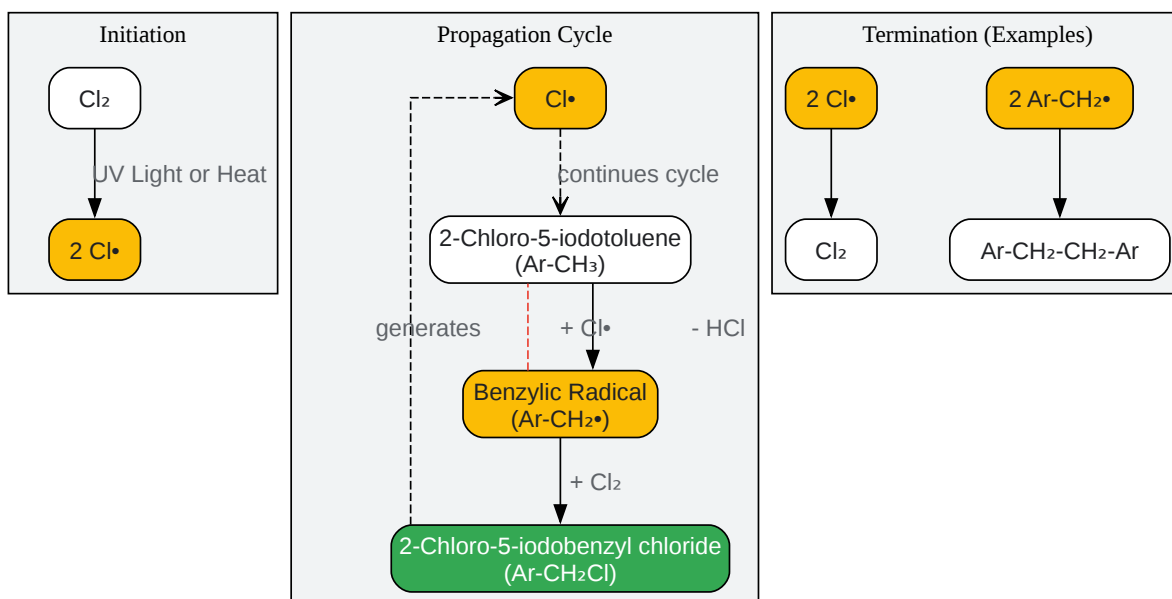 Initiation
Cl₂
UV Light or Heat
2 Cl•
Propagation Cycle
Cl•
continues cycle
2-Chloro-5-iodotoluene
(Ar-CH₃)
generates
+ Cl•
- HCl
Benzylic Radical
(Ar-CH₂•)
+ Cl₂
2-Chloro-5-iodobenzyl chloride
(Ar-CH₂Cl)
Termination (Examples)
2 Cl•
2 Ar-CH₂•
Cl₂
Ar-CH₂-CH₂-Ar